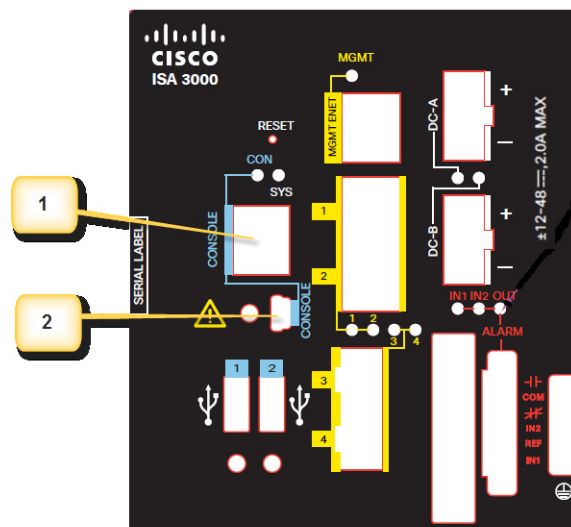 CISCO
ISA 3000
MGMT
MGMT ENET
RESET
CON
SYS
DC-A
+
−
±12-48⎓,2.0A MAX
1
CONSOLE
1
2
DC-B
+
−
SERIAL LABEL
2
CONSOLE
IN1 IN2 OUT
1 2
3 4
ALARM
1 2
3
4
COM
IN2
REF
IN1